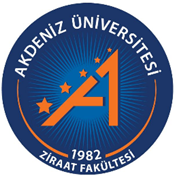 AKDENİZ ÜNİVERSİTESİ
1982
ZİRAAT FAKÜLTESİ